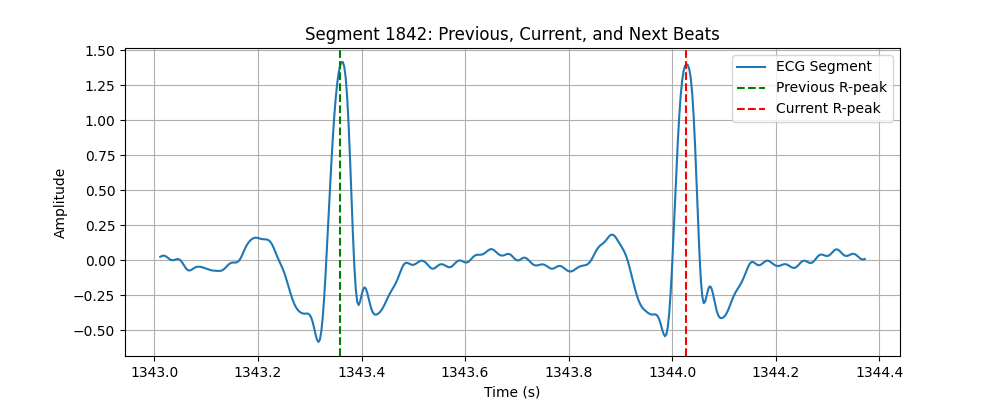 Segment 1842: Previous, Current, and Next Beats
ECG Segment
Previous R-peak
Current R-peak
Amplitude
1.50
1.25
1.00
0.75
0.50
0.25
0.00
−0.25
−0.50
1343.0 1343.2 1343.4 1343.6 1343.8 1344.0 1344.2 1344.4
Time (s)